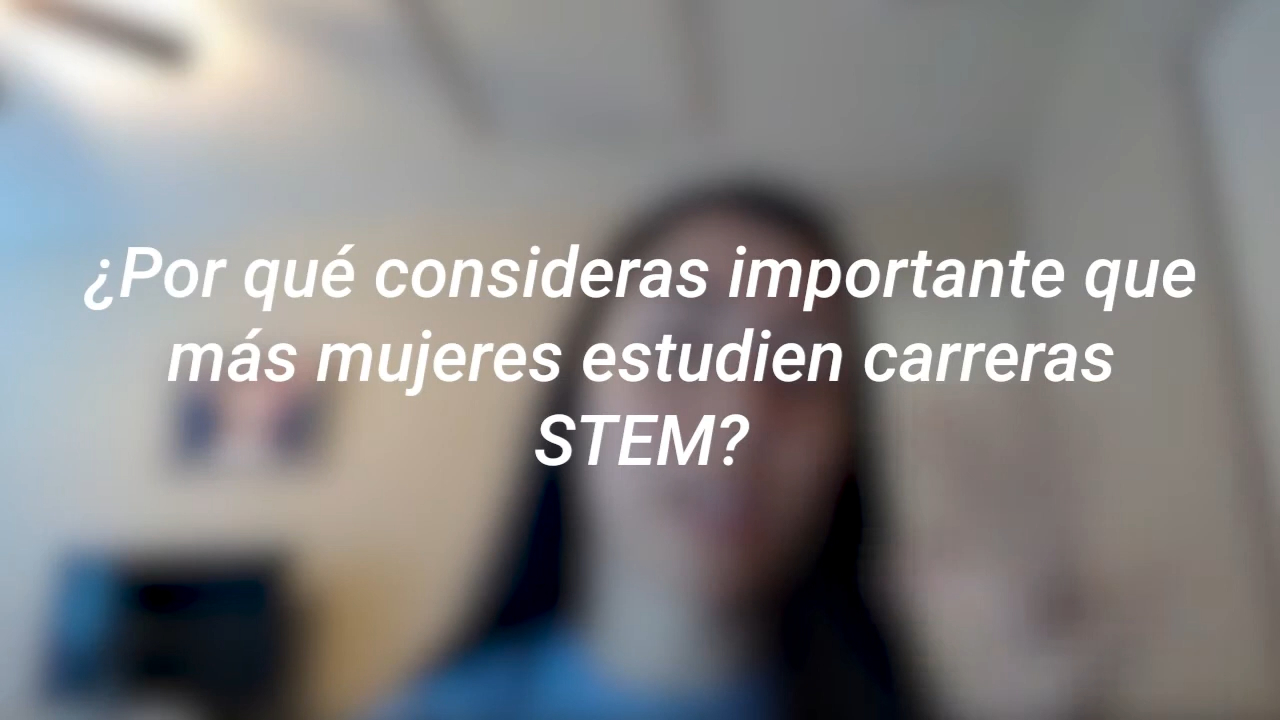 ¿Por qué consideras importante que
más mujeres estudien carreras
STEM?